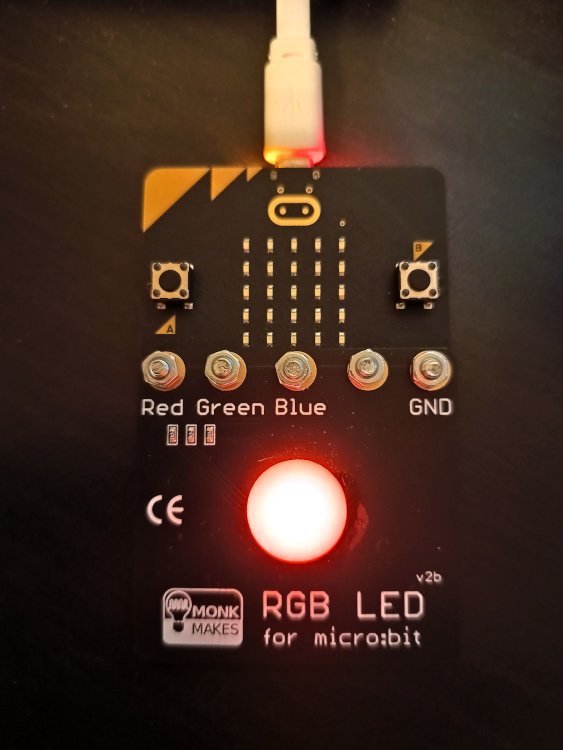 B
A
Red Green Blue GND
CE
v2b
MONK
MAKES
RGB LED
for micro:bit